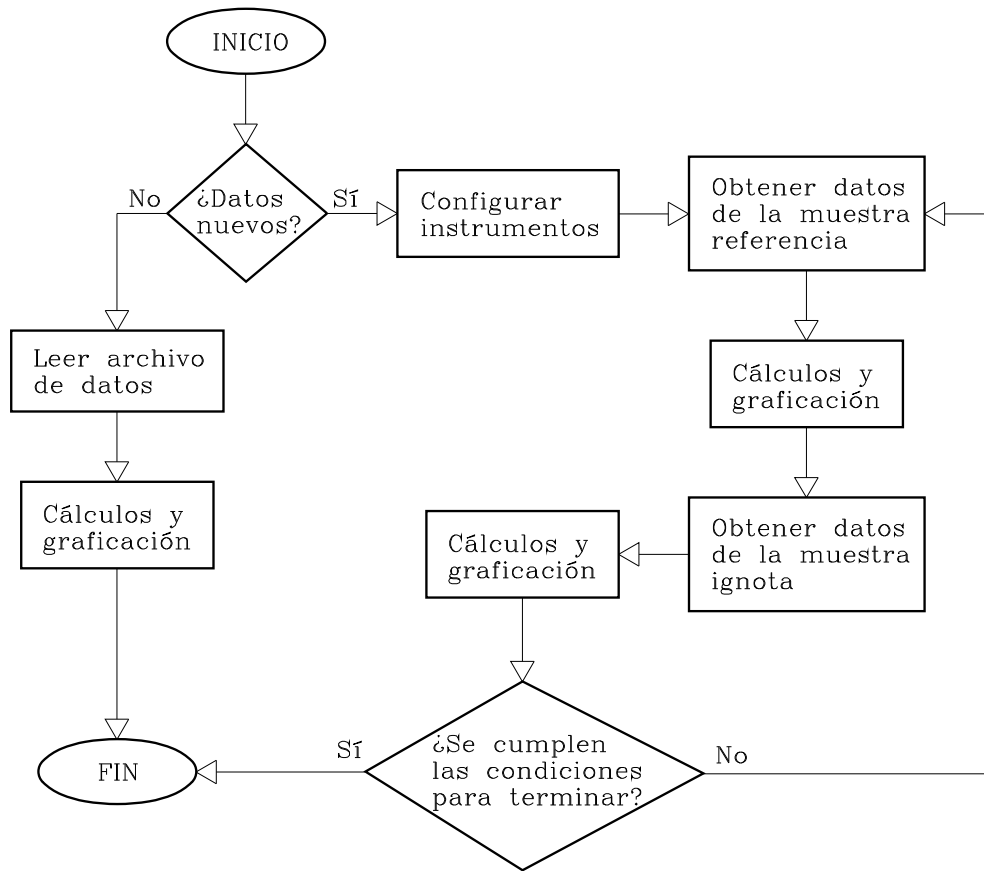 INICIO
No
¿Datos
nuevos?
Sí
Configurar
instrumentos
Obtener datos
de la muestra
referencia
Leer archivo
de datos
Cálculos y
graficación
Cálculos y
graficación
Obtener datos
de la muestra
ignota
Cálculos y
graficación
FIN
Sí
¿Se cumplen
las condiciones
para terminar?
No